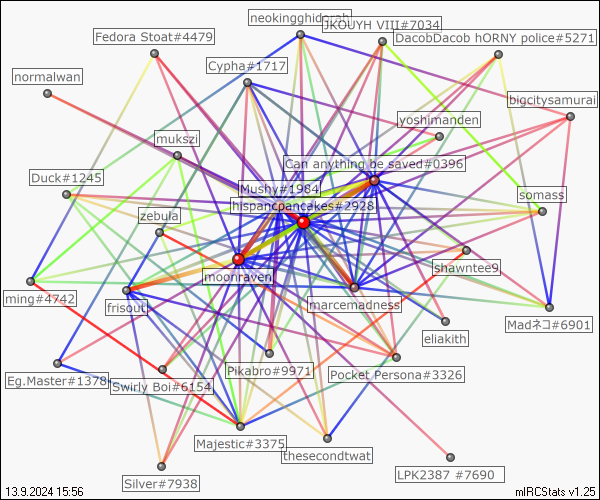 neokingghidorah
JKOUYH VIII#7034
Fedora Stoat#4479
DacobDacob hORNY police#5271
Cypha#1717
normalwan
bigcitysamurai
yoshimanden
mukszi
Can anything be saved#0396
Duck#1245
Mushy#1984
somass
hispanicpancakes#2928
zebula
shawntee9
moonraven
ming#4742
frisout
marcemadness
Madネコ#6901
eliakith
Pikabro#9971
Pocket Persona#3326
Eg.Master#1378
Swirly Boi#6154
Majestic#3375
thesecondtwat
LPK2387 #7690
Silver#7938
13.9.2024 15:56
mIRCStats v1.25